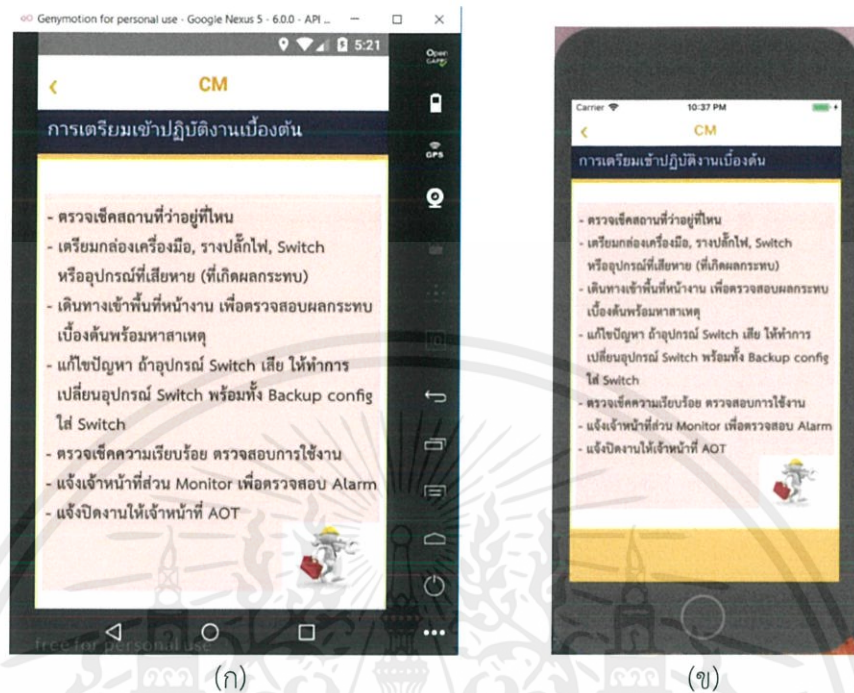 Genymotion for personal use - Google Nexus 5 - 6.0.0 - API ...
5:21
Open
GAPPS
CM
การเตรียมเข้าปฏิบัติงานเบื้องต้น
GPS
- ตรวจเช็คสถานที่ว่าอยู่ที่ไหน
- เตรียมกล่องเครื่องมือ, รางปลั๊กไฟ, Switch
หรืออุปกรณ์ที่เสียหาย (ที่เกิดผลกระทบ)
- เดินทางเข้าพื้นที่หน้างาน เพื่อตรวจสอบผลกระทบ
เบื้องต้นพร้อมหาสาเหตุ
- แก้ไขปัญหา ถ้าอุปกรณ์ Switch เสีย ให้ทำการ
เปลี่ยนอุปกรณ์ Switch พร้อมทั้ง Backup config
ใส่ Switch
- ตรวจเช็คความเรียบร้อย ตรวจสอบการใช้งาน
- แจ้งเจ้าหน้าที่ส่วน Monitor เพื่อตรวจสอบ Alarm
- แจ้งปิดงานให้เจ้าหน้าที่ AOT
free for personal use
(ก)
Carrier
10:37 PM
CM
การเตรียมเข้าปฏิบัติงานเบื้องต้น
- ตรวจเช็คสถานที่ว่าอยู่ที่ไหน
- เตรียมกล่องเครื่องมือ, รางปลั๊กไฟ, Switch
หรืออุปกรณ์ที่เสียหาย (ที่เกิดผลกระทบ)
- เดินทางเข้าพื้นที่หน้างาน เพื่อตรวจสอบผลกระทบ
เบื้องต้นพร้อมหาสาเหตุ
- แก้ไขปัญหา ถ้าอุปกรณ์ Switch เสีย ให้ทำการ
เปลี่ยนอุปกรณ์ Switch พร้อมทั้ง Backup config
ใส่ Switch
- ตรวจเช็คความเรียบร้อย ตรวจสอบการใช้งาน
- แจ้งเจ้าหน้าที่ส่วน Monitor เพื่อตรวจสอบ Alarm
- แจ้งปิดงานให้เจ้าหน้าที่ AOT
(ข)